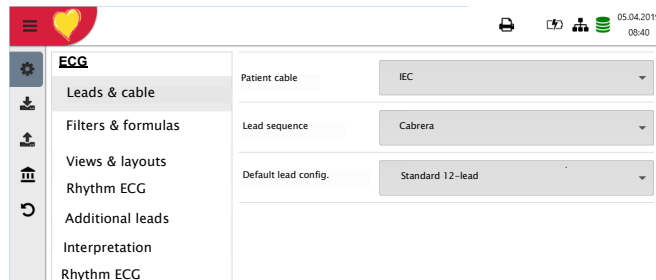 05.04.2019
08:40
ECG
Leads & cable
Filters & formulas
Views & layouts
Rhythm ECG
Additional leads
Interpretation
Rhythm ECG
Patient cable
IEC
Lead sequence
Cabrera
Default lead config.
Standard 12-lead